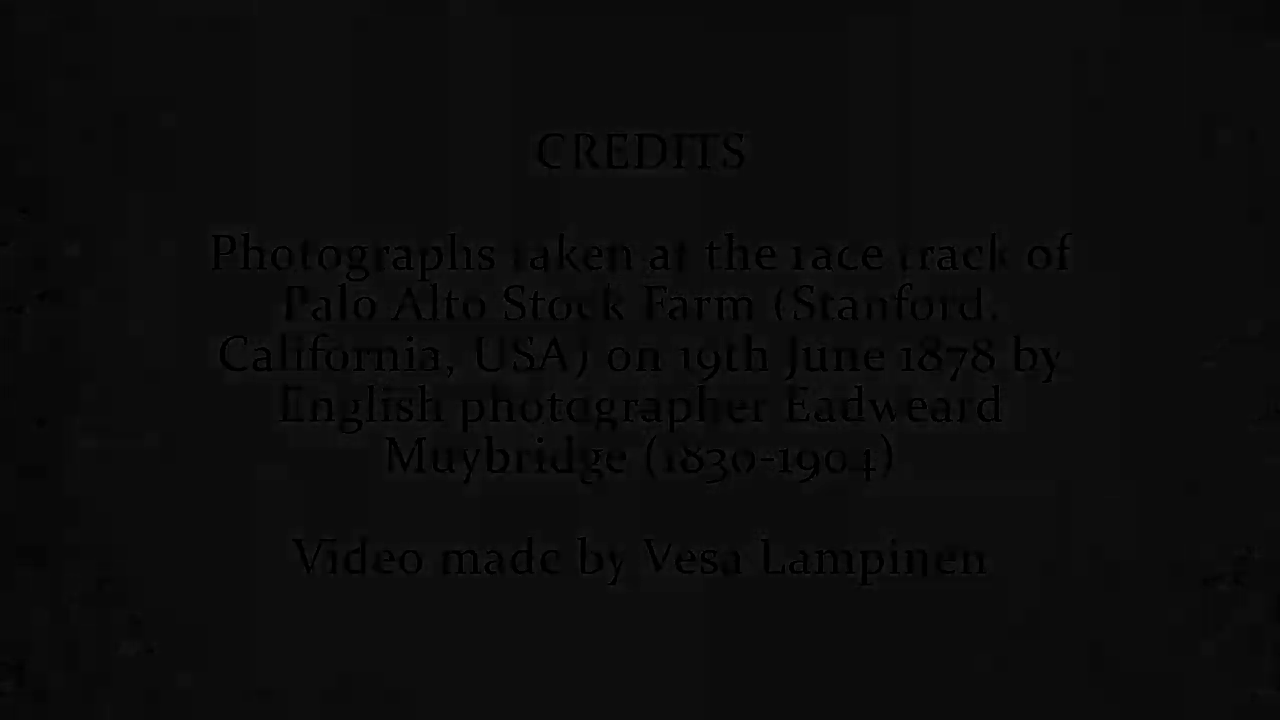 CREDITS
Photographs taken at the race track of
Palo Alto Stock Farm (Stanford,
California, USA) on 19th June 1878 by
English photographer Eadweard
Muybridge (1830-1904)
Video made by Vesa Lampinen